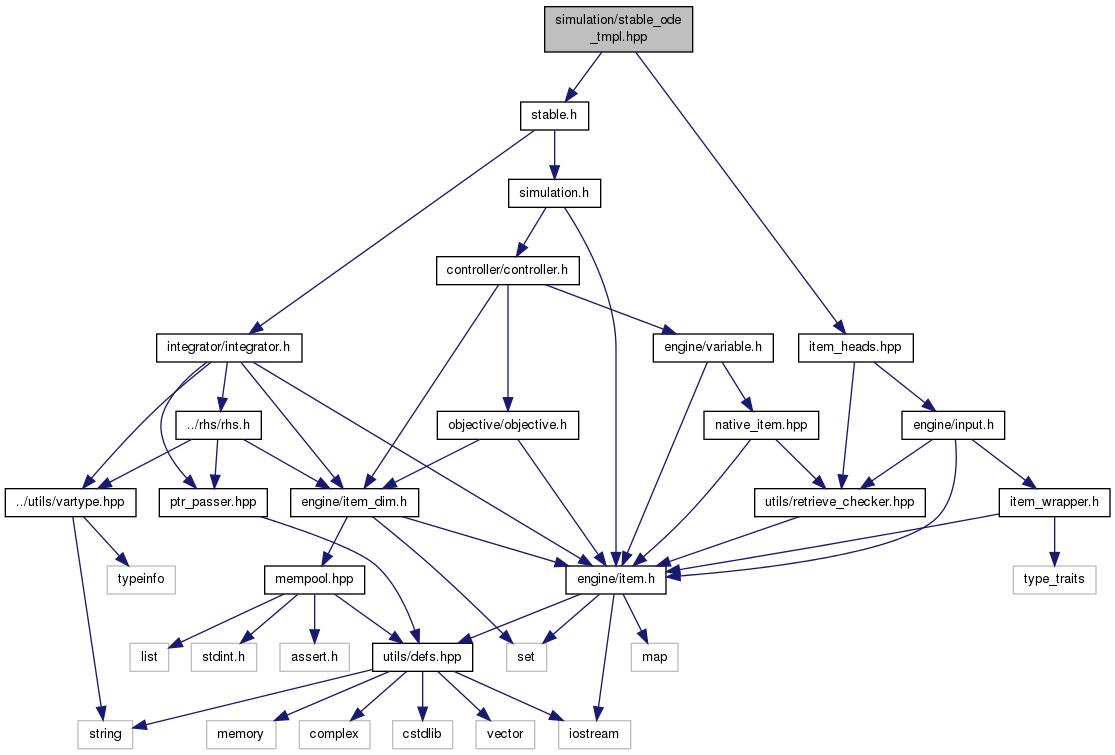 simulation/stable_ode
_tmpl.hpp
stable.h
simulation.h
controller/controller.h
integrator/integrator.h
engine/variable.h
item_heads.hpp
../rhs/rhs.h
objective/objective.h
native_item.hpp
engine/input.h
../utils/vartype.hpp
ptr_passer.hpp
engine/item_dim.h
utils/retrieve_checker.hpp
item_wrapper.h
typeinfo
mempool.hpp
engine/item.h
type_traits
list
stdint.h
assert.h
utils/defs.hpp
set
map
string
memory
complex
cstdlib
vector
iostream